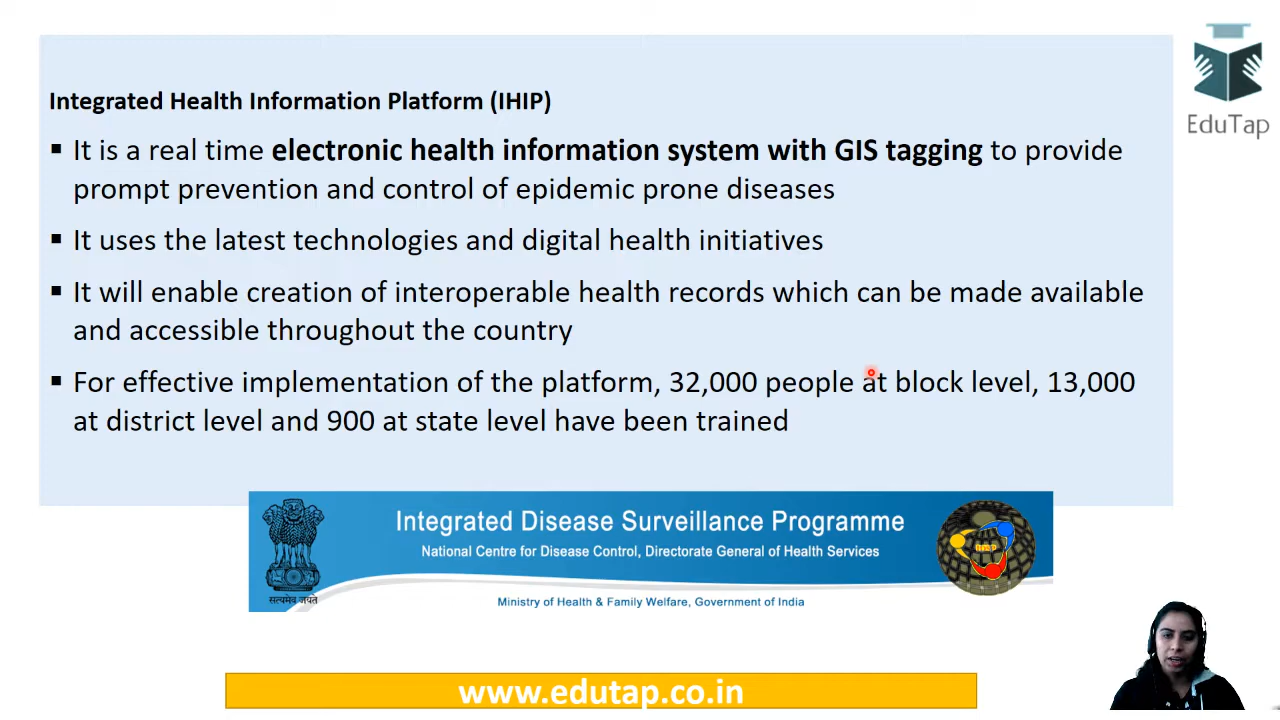 EduTap
Integrated Health Information Platform (IHIP)
▪ It is a real time electronic health information system with GIS tagging to provide
prompt prevention and control of epidemic prone diseases
▪ It uses the latest technologies and digital health initiatives
▪ It will enable creation of interoperable health records which can be made available
and accessible throughout the country
▪ For effective implementation of the platform, 32,000 people at block level, 13,000
at district level and 900 at state level have been trained
Integrated Disease Surveillance Programme
National Centre for Disease Control, Directorate General of Health Services
सत्यमेव जयते
Ministry of Health & Family Welfare, Government of India
www.edutap.co.in